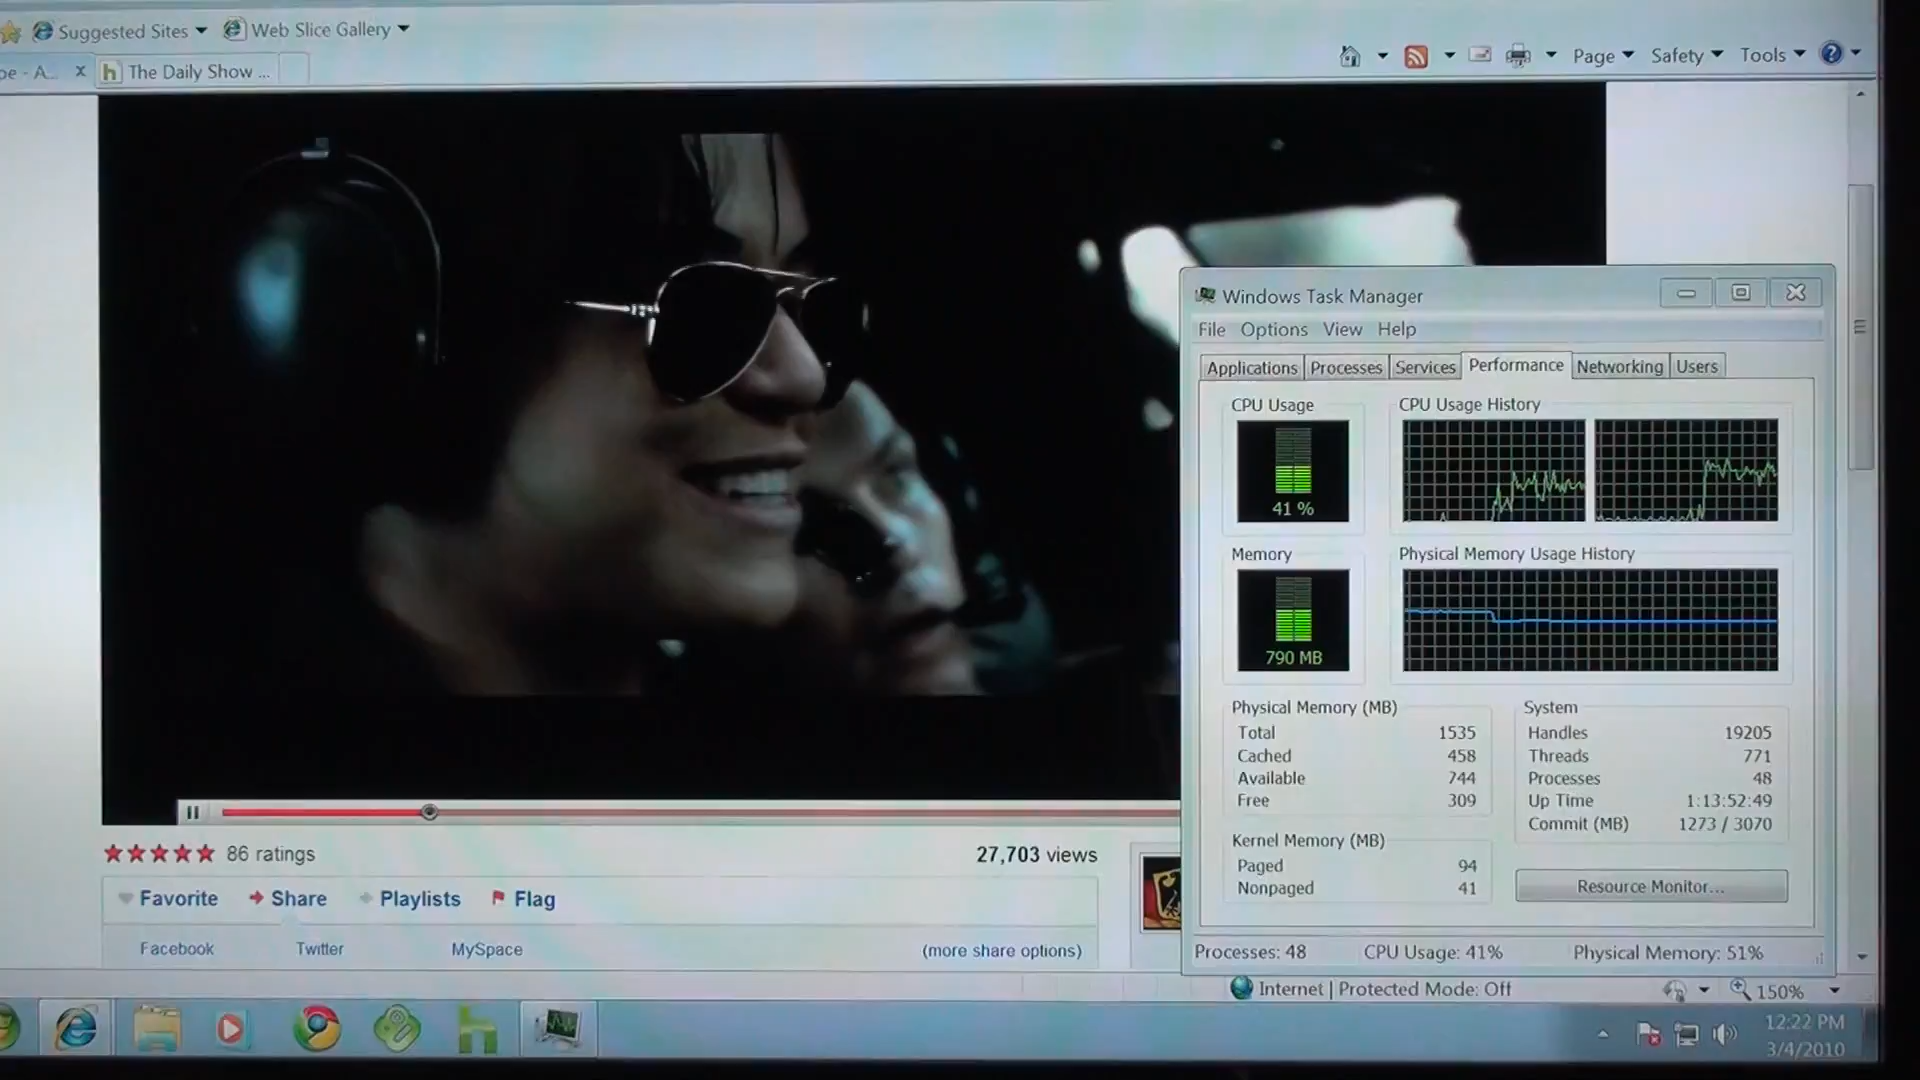 Suggested Sites
Web Slice Gallery
Page
Safety
Tools
pe - A...
The Daily Show ...
Windows Task Manager
File Options View Help
Applications Processes Services Performance Networking Users
CPU Usage
CPU Usage History
41 %
Memory
Physical Memory Usage History
790 MB
Physical Memory (MB)
Total 1535
Cached 458
Available 744
Free 309
System
Handles 19205
Threads 771
Processes 48
Up Time 1:13:52:49
Commit (MB) 1273 / 3070
Kernel Memory (MB)
Paged 94
Nonpaged 41
Resource Monitor...
Processes: 48 CPU Usage: 41% Physical Memory: 51%
86 ratings
27,703 views
Favorite Share Playlists Flag
Facebook Twitter MySpace (more share options)
Internet | Protected Mode: Off
150%
12:22 PM
3/4/2010